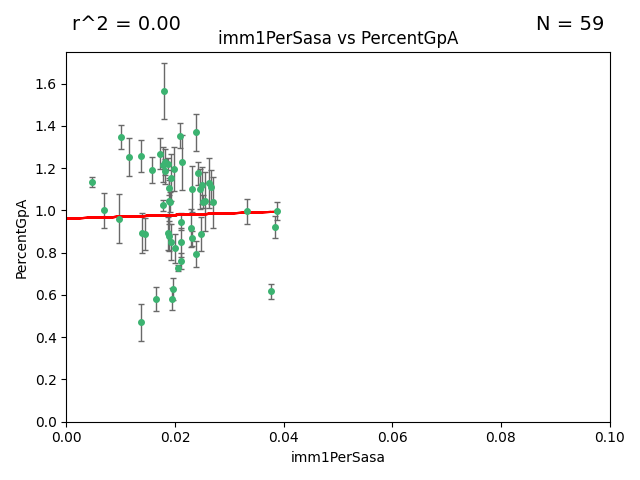 r^2 = 0.00
N = 59
imm1PerSasa vs PercentGpA
1.6
1.4
1.2
1.0
0.8
0.6
0.4
0.2
0.0
PercentGpA
0.00 0.02 0.04 0.06 0.08 0.10
imm1PerSasa